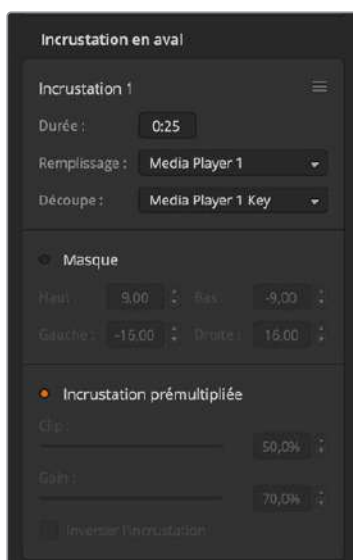 Incrustation en aval
Incrustation 1
Durée : 0:25
Remplissage : Media Player 1
Découpe : Media Player 1 Key
Masque
Haut : 9,00 Bas : -9,00
Gauche : -16,00 Droite : 16,00
Incrustation prémultipliée
Clip :
50,0%
Gain :
70,0%
Inverser l'incrustation